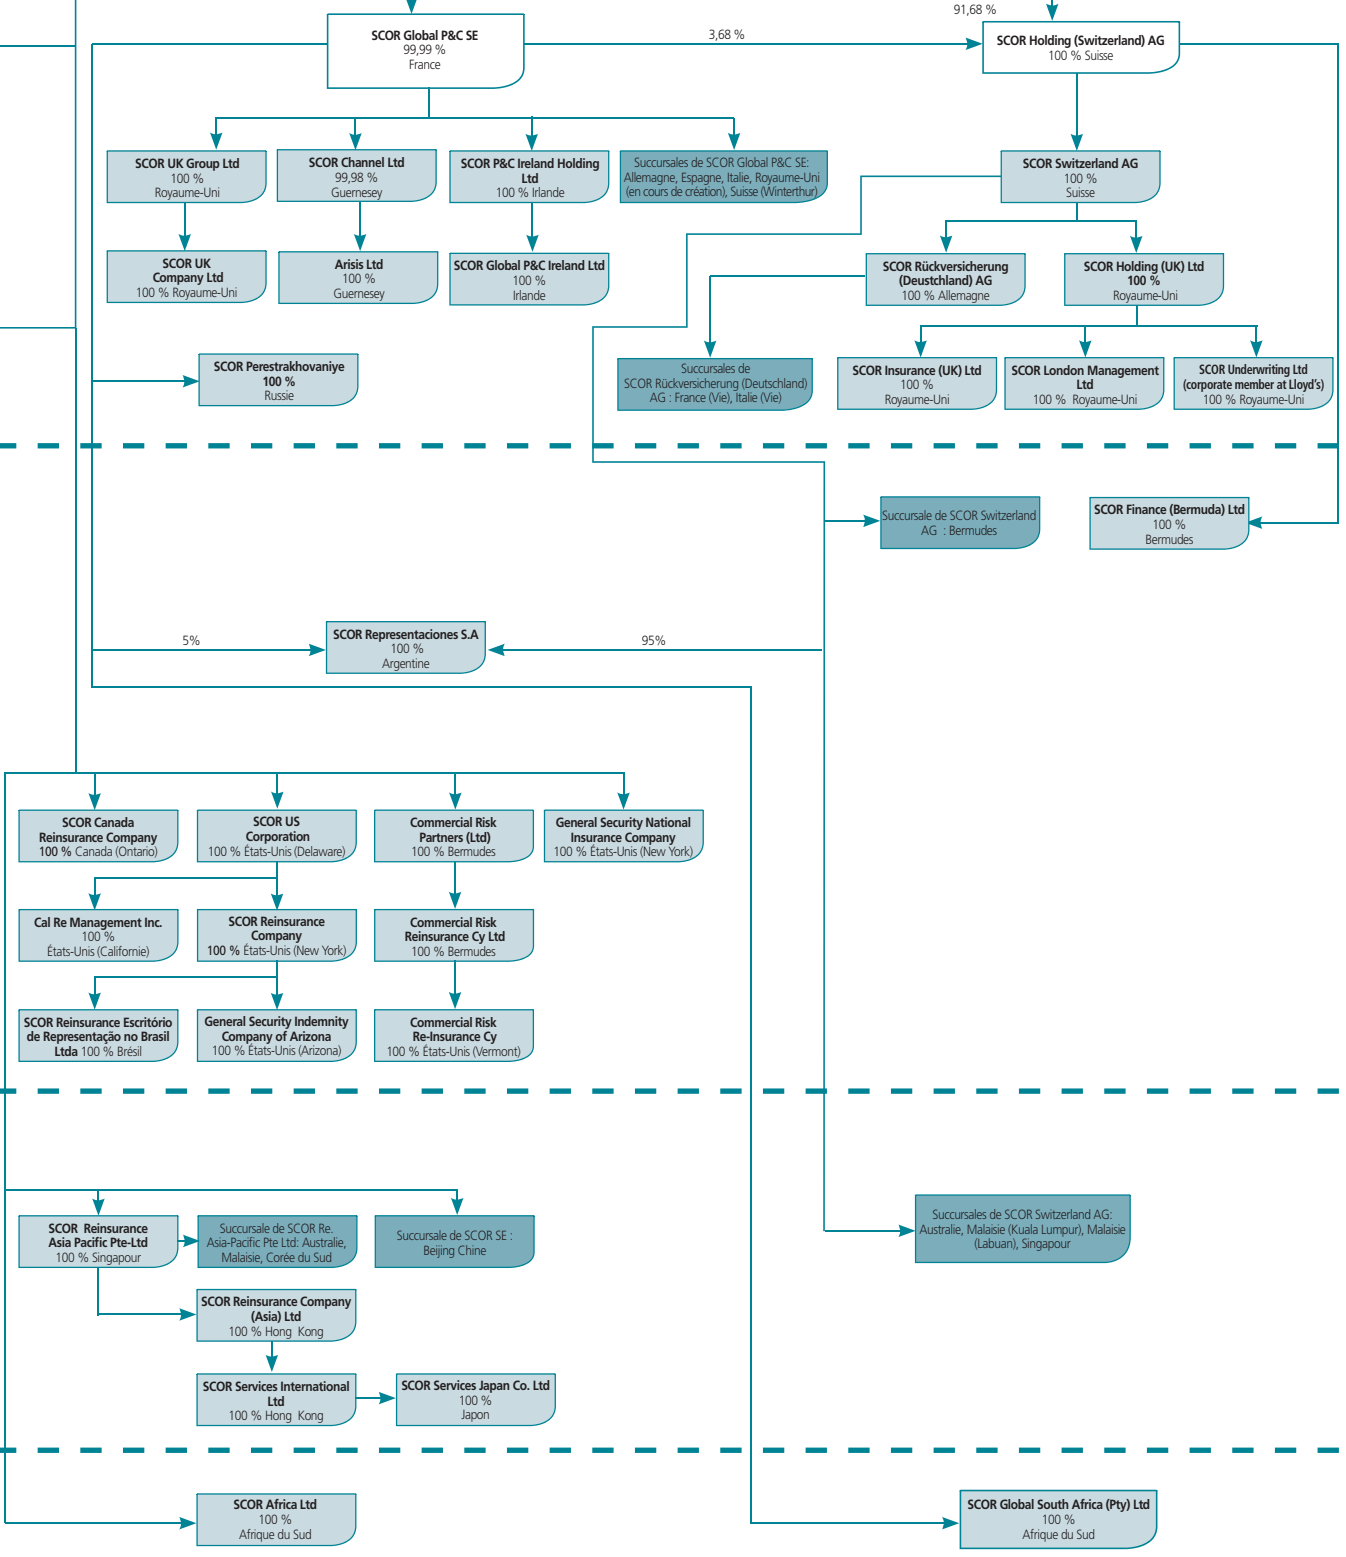 91,68 %
SCOR Global P&C SE
99,99 %
France
3,68 %
SCOR Holding (Switzerland) AG
100 % Suisse
SCOR UK Group Ltd
100 %
Royaume-Uni
SCOR Channel Ltd
99,98 %
Guernesey
SCOR P&C Ireland Holding
Ltd
100 % Irlande
Succursales de SCOR Global P&C SE:
Allemagne, Espagne, Italie, Royaume-Uni
(en cours de création), Suisse (Winterthur)
SCOR Switzerland AG
100 %
Suisse
SCOR UK
Company Ltd
100 % Royaume-Uni
Arisis Ltd
100 %
Guernesey
SCOR Global P&C Ireland Ltd
100 %
Irlande
SCOR Rückversicherung
(Deustchland) AG
100 % Allemagne
SCOR Holding (UK) Ltd
100 %
Royaume-Uni
SCOR Perestrakhovaniye
100 %
Russie
Succursales de
SCOR Rückversicherung (Deutschland)
AG : France (Vie), Italie (Vie)
SCOR Insurance (UK) Ltd
100 %
Royaume-Uni
SCOR London Management
Ltd
100 % Royaume-Uni
SCOR Underwriting Ltd
(corporate member at Lloyd's)
100 % Royaume-Uni
Succursale de SCOR Switzerland
AG : Bermudes
SCOR Finance (Bermuda) Ltd
100 %
Bermudes
5%
SCOR Representaciones S.A
100 %
Argentine
95%
SCOR Canada
Reinsurance Company
100 % Canada (Ontario)
SCOR US
Corporation
100 % États-Unis (Delaware)
Commercial Risk
Partners (Ltd)
100 % Bermudes
General Security National
Insurance Company
100 % États-Unis (New York)
Cal Re Management Inc.
100 %
États-Unis (Californie)
SCOR Reinsurance
Company
100 % États-Unis (New York)
Commercial Risk
Reinsurance Cy Ltd
100 % Bermudes
SCOR Reinsurance Escritório
de Representação no Brasil
Ltda 100 % Brésil
General Security Indemnity
Company of Arizona
100 % États-Unis (Arizona)
Commercial Risk
Re-Insurance Cy
100 % États-Unis (Vermont)
SCOR Reinsurance
Asia Pacific Pte-Ltd
100 % Singapour
Succursale de SCOR Re.
Asia-Pacific Pte Ltd: Australie,
Malaisie, Corée du Sud
Succursale de SCOR SE :
Beijing Chine
Succursales de SCOR Switzerland AG:
Australie, Malaisie (Kuala Lumpur), Malaisie
(Labuan), Singapour
SCOR Reinsurance Company
(Asia) Ltd
100 % Hong Kong
SCOR Services International
Ltd
100 % Hong Kong
SCOR Services Japan Co. Ltd
100 %
Japon
SCOR Africa Ltd
100 %
Afrique du Sud
SCOR Global South Africa (Pty) Ltd
100 %
Afrique du Sud